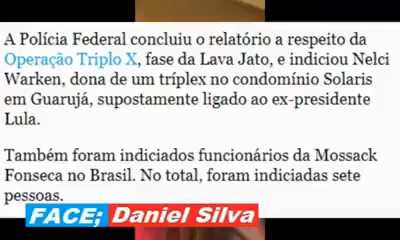 A Polícia Federal concluiu o relatório a respeito da
Operação Triplo X, fase da Lava Jato, e indiciou Nelci
Warken, dona de um tríplex no condomínio Solaris
em Guarujá, supostamente ligado ao ex-presidente
Lula.
Também foram indiciados funcionários da Mossack
Fonseca no Brasil. No total, foram indiciadas sete
pessoas.
FACE; Daniel Silva